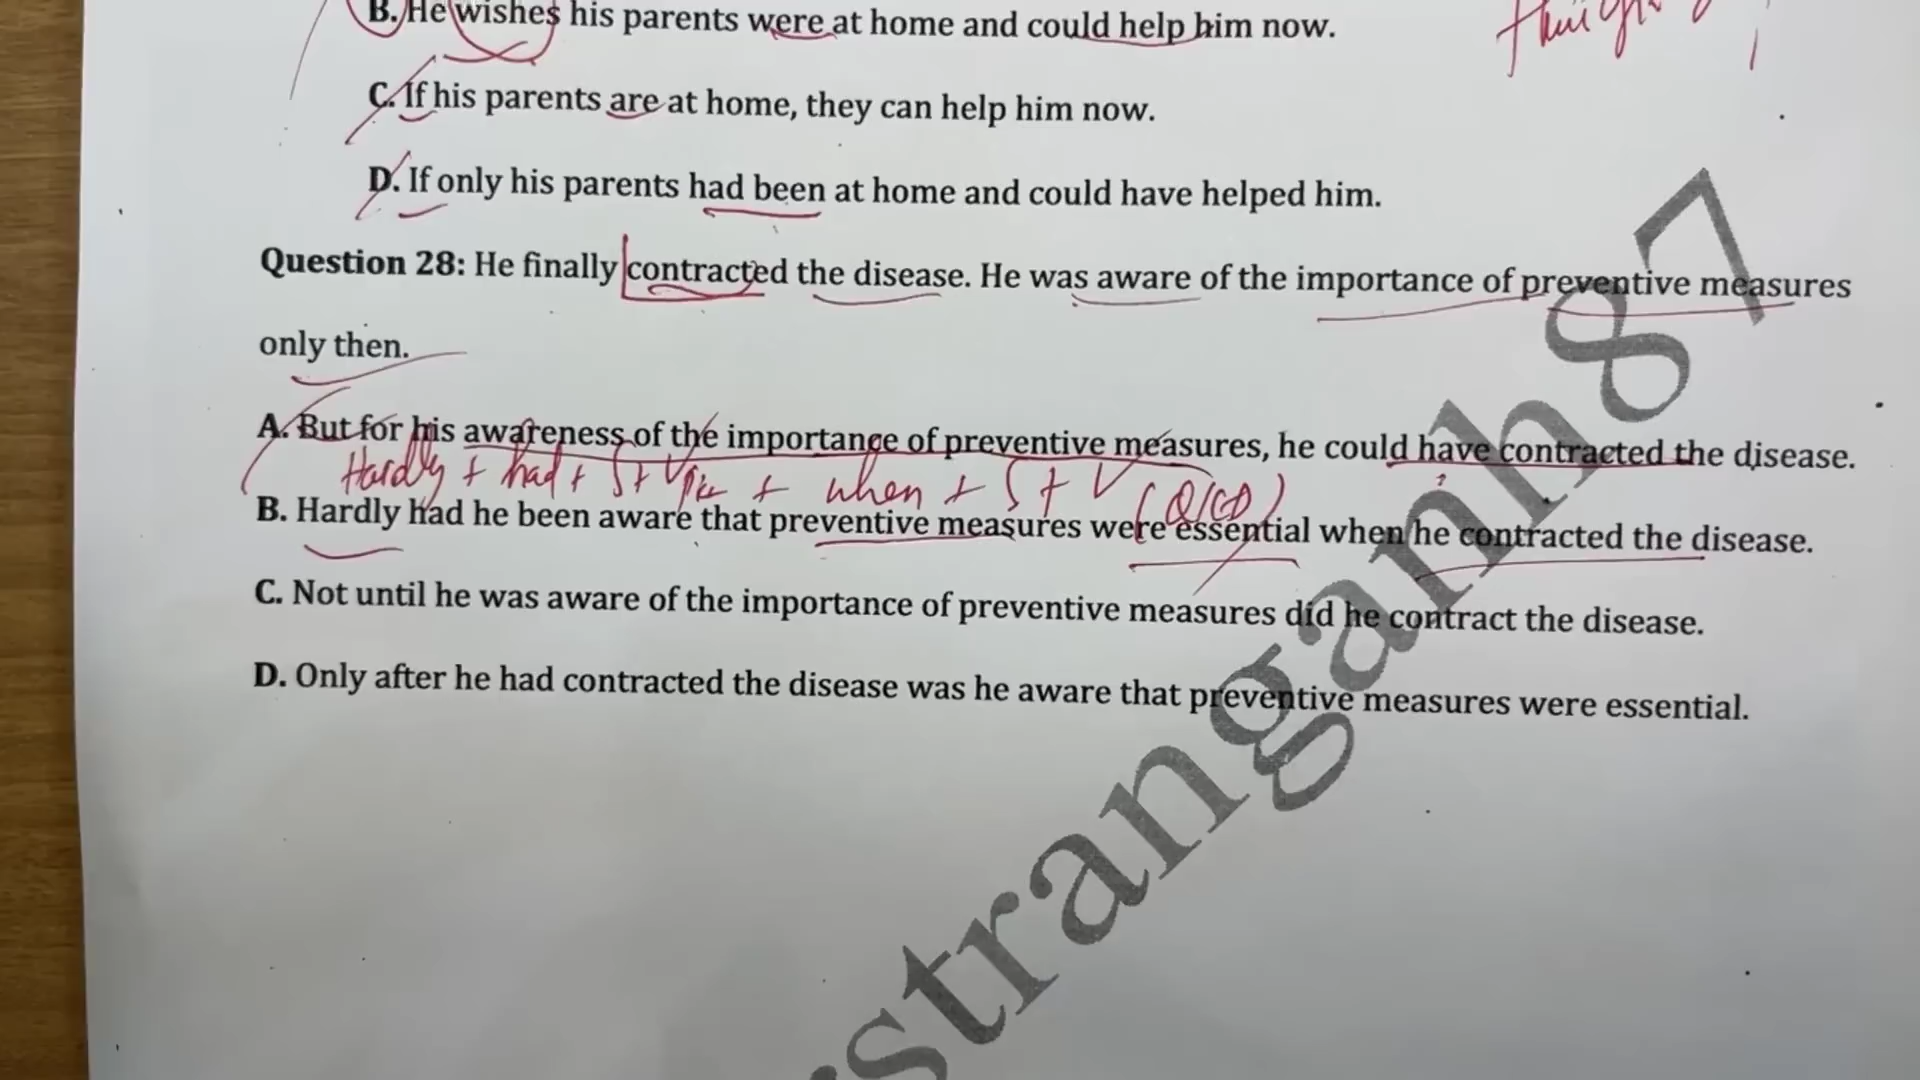 B. He wishes his parents were at home and could help him now.
C. If his parents are at home, they can help him now.
D. If only his parents had been at home and could have helped him.
Question 28: He finally contracted the disease. He was aware of the importance of preventive measures
only then.
A. But for his awareness of the importance of preventive measures, he could have contracted the disease.
Hardly + had + S + Vpii + when + S + V (QKĐ)
B. Hardly had he been aware that preventive measures were essential when he contracted the disease.
C. Not until he was aware of the importance of preventive measures did he contract the disease.
D. Only after he had contracted the disease was he aware that preventive measures were essential.
stranganh87